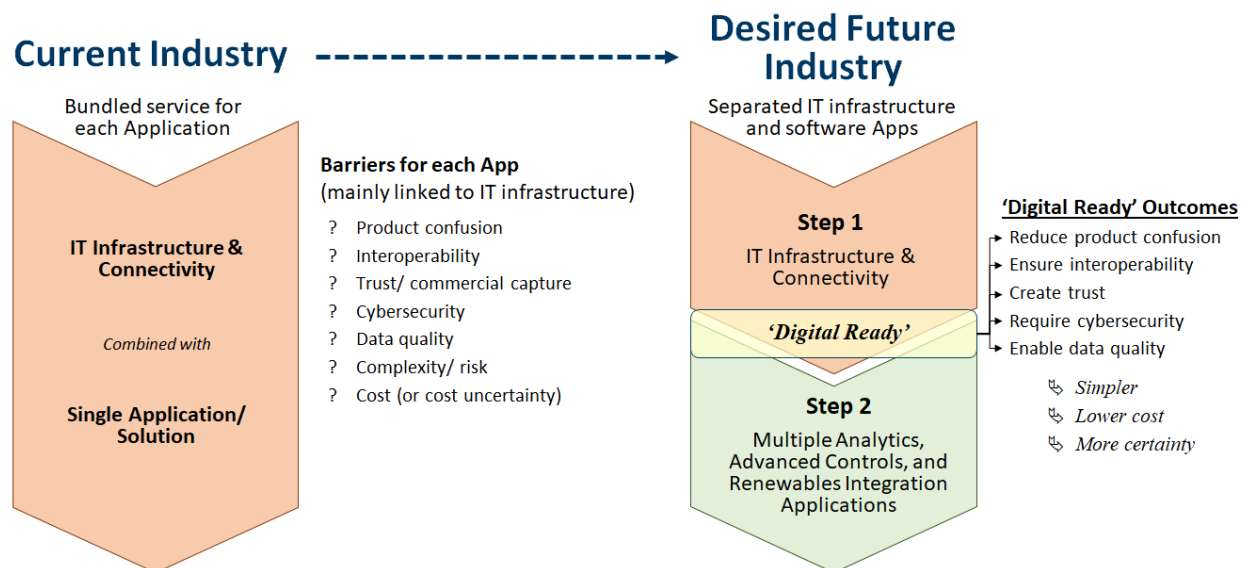 Current Industry
Bundled service for
each Application
IT Infrastructure &
Connectivity
Combined with
Single Application/
Solution
Barriers for each App
(mainly linked to IT infrastructure)
? Product confusion
? Interoperability
? Trust/ commercial capture
? Cybersecurity
? Data quality
? Complexity/ risk
? Cost (or cost uncertainty)
Desired Future
Industry
Separated IT infrastructure
and software Apps
Step 1
IT Infrastructure &
Connectivity
‘Digital Ready’
Step 2
Multiple Analytics,
Advanced Controls, and
Renewables Integration
Applications
‘Digital Ready’ Outcomes
Reduce product confusion
Ensure interoperability
Create trust
Require cybersecurity
Enable data quality
Simpler
Lower cost
More certainty